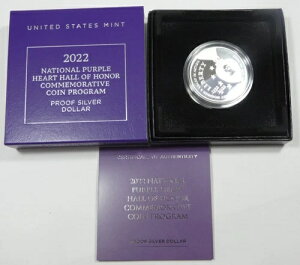 UNITED STATES MINT
2022
NATIONAL PURPLE
HEART HALL OF HONOR
COMMEMORATIVE
COIN PROGRAM
PROOF SILVER
DOLLAR
LIBERTY
CERTIFICATE OF AUTHENTICITY
2022 NATIONAL
PURPLE HEART
HALL OF HONOR
COMMEMORATIVE
COIN PROGRAM
PROOF SILVER DOLLAR